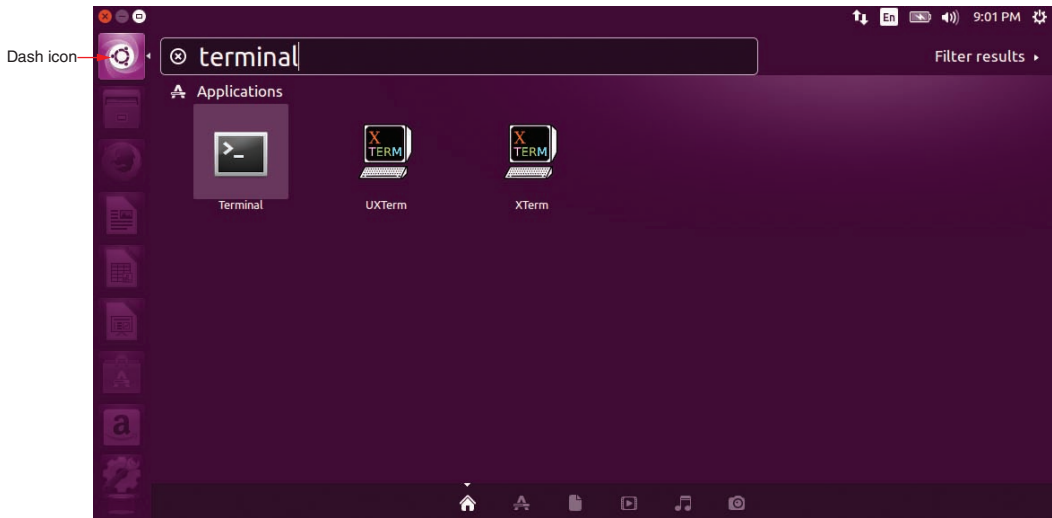 En
9:01 PM
Dash icon
terminal
Filter results
Applications
>_
X
TERM
X
TERM
Terminal
UXTerm
XTerm
a